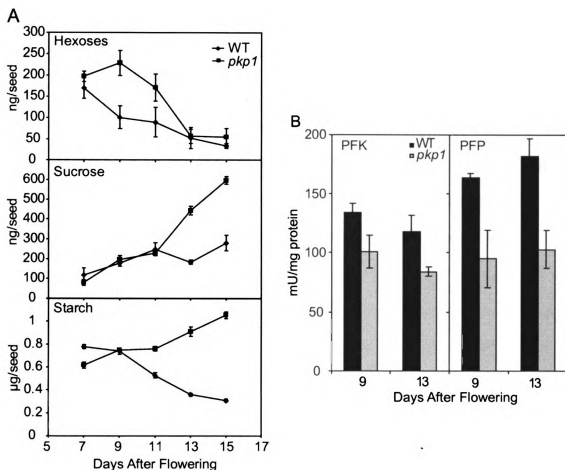 A
Hexoses
WT
pkp1
ng/seed
300
250
200
150
100
50
0
Sucrose
ng/seed
700
600
500
400
300
200
100
0
Starch
µg/seed
1
0.8
0.6
0.4
0.2
0
5 7 9 11 13 15 17
Days After Flowering
B
mU/mg protein
200
150
100
50
0
PFK
WT
pkp1
PFP
9 13 9 13
Days After Flowering